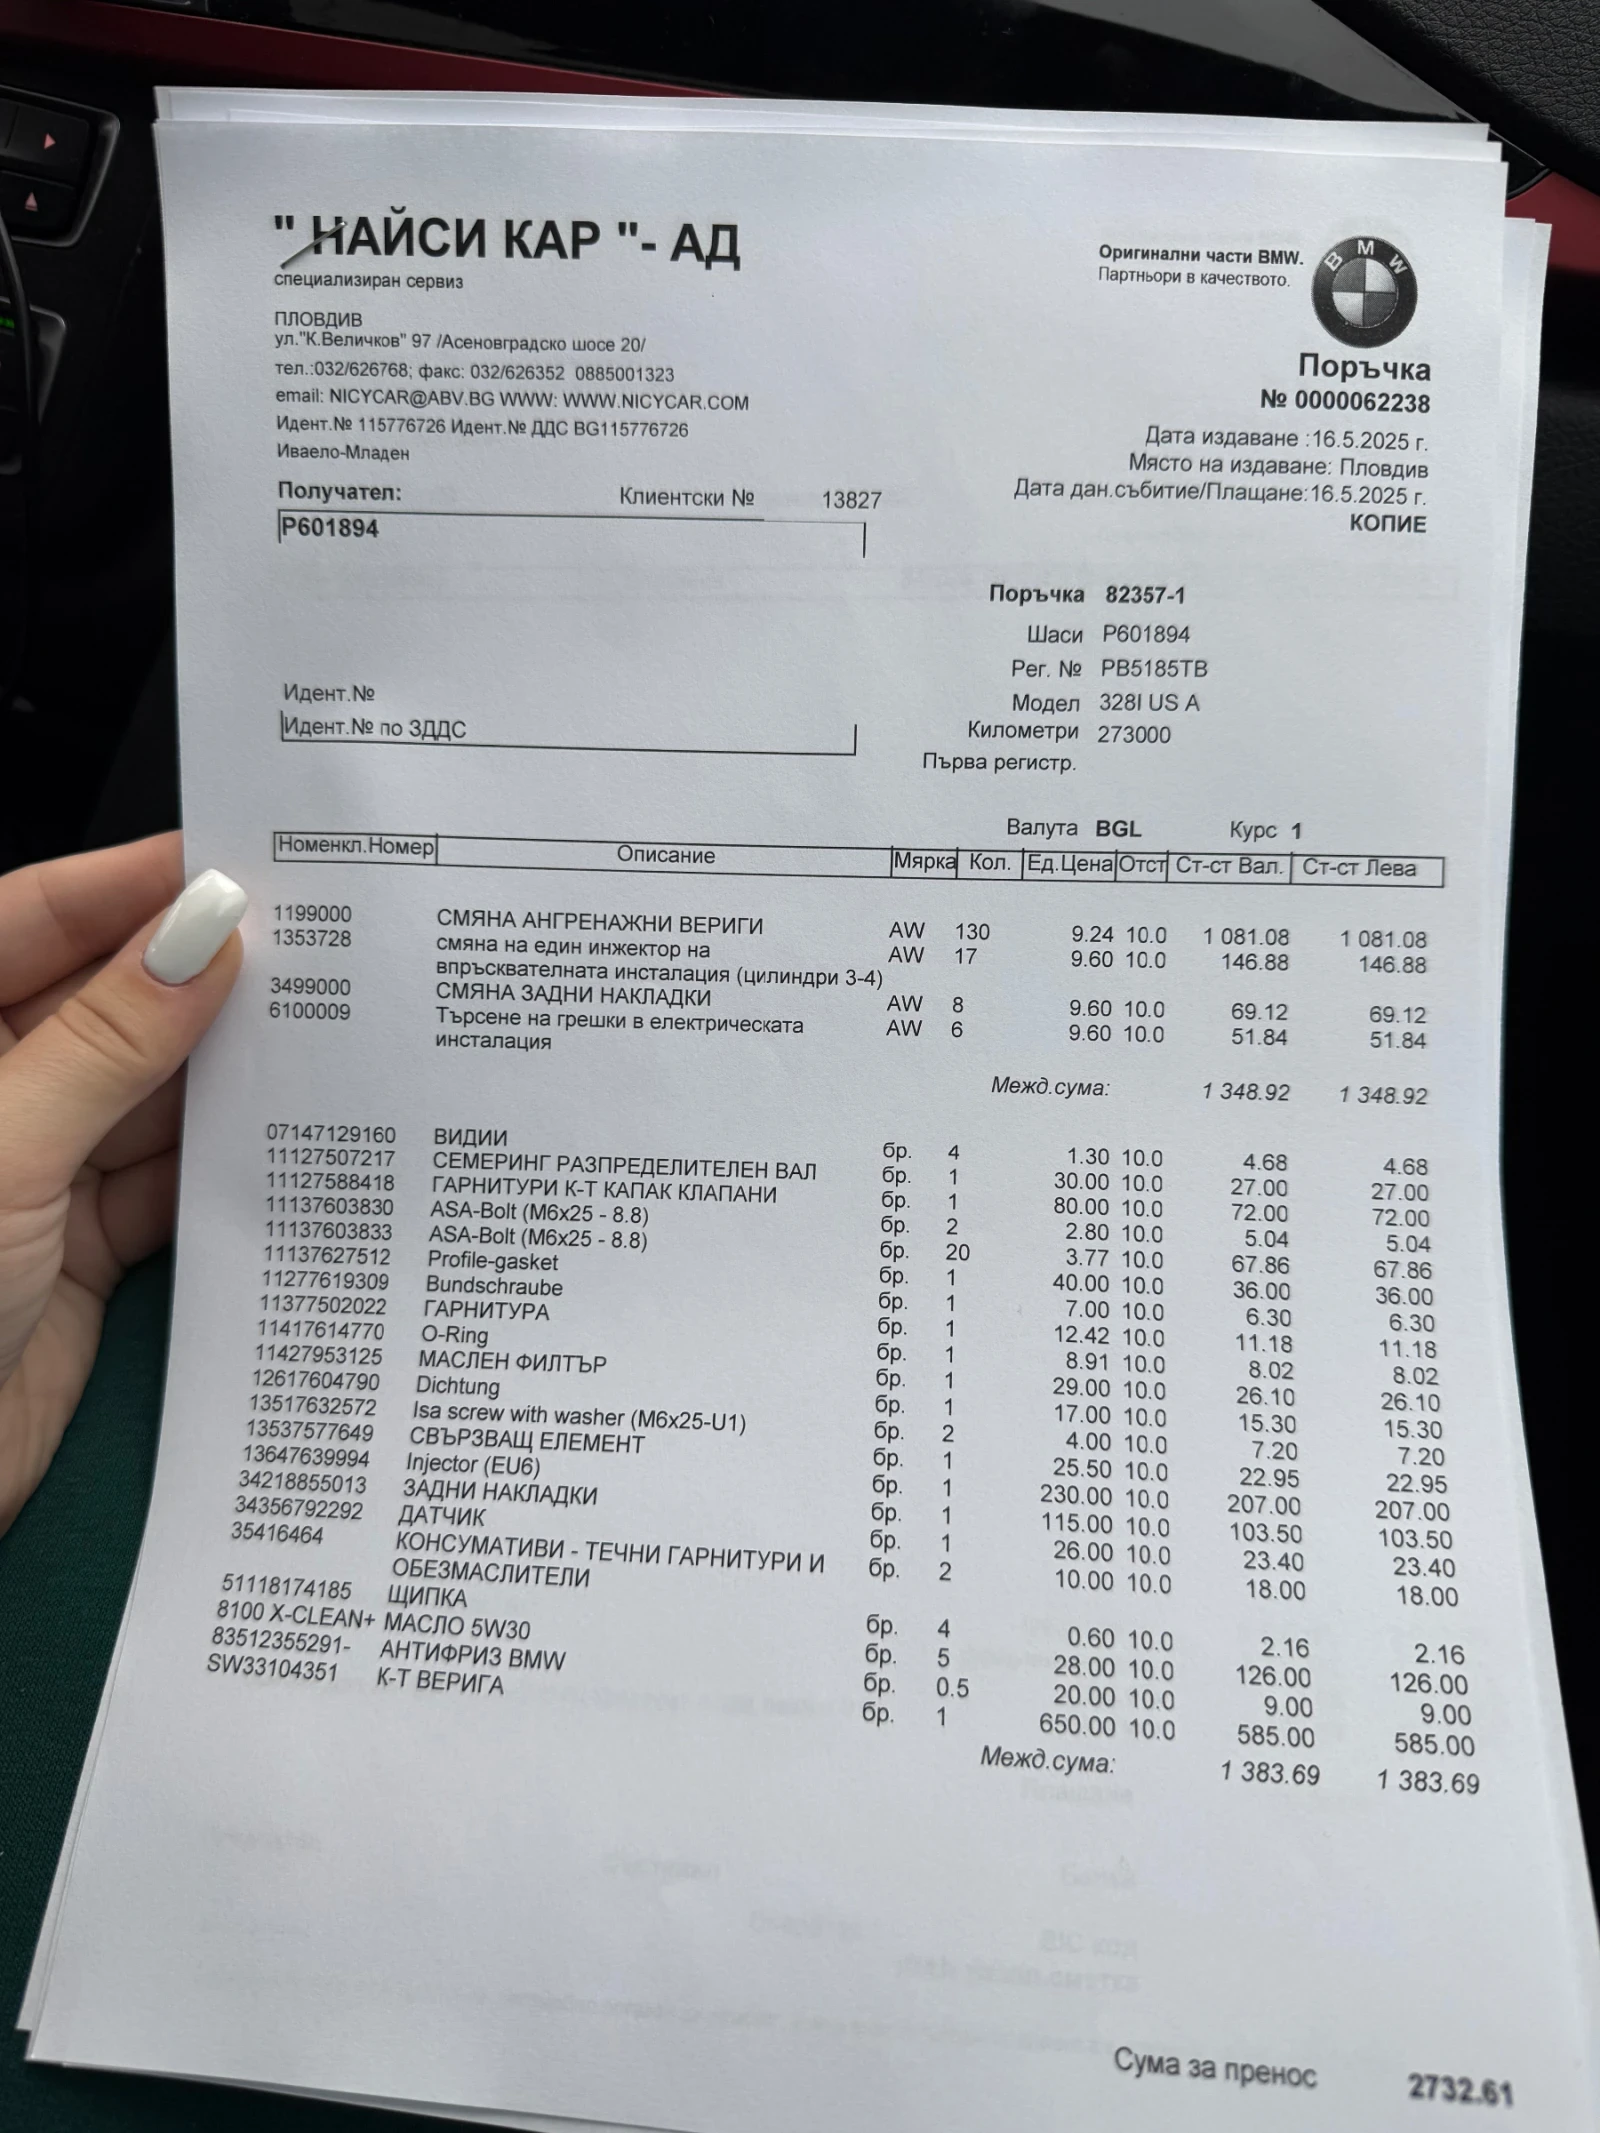 " НАЙСИ КАР "- АД
специализиран сервиз
Оригинални части BMW.
Партньори в качеството.
BMW
ПЛОВДИВ
ул."К.Величков" 97 /Асеновградско шосе 20/
тел.:032/626768; факс: 032/626352 0885001323
email: NICYCAR@ABV.BG WWW: WWW.NICYCAR.COM
Идент.№ 115776726 Идент.№ ДДС BG115776726
Иваело-Младен
Поръчка
№ 0000062238
Дата издаване :16.5.2025 г.
Място на издаване: Пловдив
Дата дан.събитие/Плащане:16.5.2025 г.
КОПИЕ
Получател: Клиентски № 13827
P601894
Идент.№
Идент.№ по ЗДДС
Поръчка 82357-1
Шаси P601894
Рег. № PB5185TB
Модел 328I US A
Километри 273000
Първа регистр.
Валута BGL Курс 1
Номенкл.Номер Описание Мярка Кол. Ед.Цена Отст Ст-ст Вал. Ст-ст Лева
1199000 СМЯНА АНГРЕНАЖНИ ВЕРИГИ AW 130 9.24 10.0 1 081.08 1 081.08
1353728 смяна на един инжектор на AW 17 9.60 10.0 146.88 146.88
впръсквателната инсталация (цилиндри 3-4)
3499000 СМЯНА ЗАДНИ НАКЛАДКИ AW 8 9.60 10.0 69.12 69.12
6100009 Търсене на грешки в електрическата AW 6 9.60 10.0 51.84 51.84
инсталация
Межд.сума: 1 348.92 1 348.92
07147129160 ВИДИИ бр. 4 1.30 10.0 4.68 4.68
11127507217 СЕМЕРИНГ РАЗПРЕДЕЛИТЕЛЕН ВАЛ бр. 1 30.00 10.0 27.00 27.00
11127588418 ГАРНИТУРИ К-Т КАПАК КЛАПАНИ бр. 1 80.00 10.0 72.00 72.00
11137603830 ASA-Bolt (M6x25 - 8.8) бр. 2 2.80 10.0 5.04 5.04
11137603833 ASA-Bolt (M6x25 - 8.8) бр. 20 3.77 10.0 67.86 67.86
11137627512 Profile-gasket бр. 1 40.00 10.0 36.00 36.00
11277619309 Bundschraube бр. 1 7.00 10.0 6.30 6.30
11377502022 ГАРНИТУРА бр. 1 12.42 10.0 11.18 11.18
11417614770 O-Ring бр. 1 8.91 10.0 8.02 8.02
11427953125 МАСЛЕН ФИЛТЪР бр. 1 29.00 10.0 26.10 26.10
12617604790 Dichtung бр. 1 17.00 10.0 15.30 15.30
13517632572 Isa screw with washer (M6x25-U1) бр. 2 4.00 10.0 7.20 7.20
13537577649 СВЪРЗВАЩ ЕЛЕМЕНТ бр. 1 25.50 10.0 22.95 22.95
13647639994 Injector (EU6) бр. 1 230.00 10.0 207.00 207.00
34218855013 ЗАДНИ НАКЛАДКИ бр. 1 115.00 10.0 103.50 103.50
34356792292 ДАТЧИК бр. 1 26.00 10.0 23.40 23.40
35416464 КОНСУМАТИВИ - ТЕЧНИ ГАРНИТУРИ И бр. 2 10.00 10.0 18.00 18.00
ОБЕЗМАСЛИТЕЛИ
51118174185 ЩИПКА бр. 4 0.60 10.0 2.16 2.16
8100 X-CLEAN+ МАСЛО 5W30 бр. 5 28.00 10.0 126.00 126.00
83512355291- АНТИФРИЗ BMW бр. 0.5 20.00 10.0 9.00 9.00
SW33104351 К-Т ВЕРИГА бр. 1 650.00 10.0 585.00 585.00
Межд.сума: 1 383.69 1 383.69
Сума за пренос 2732.61